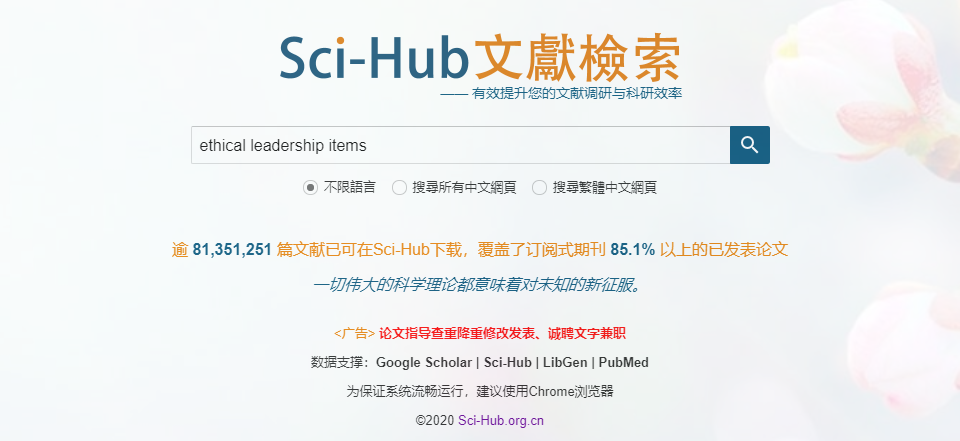 Sci-Hub文獻檢索
—— 有效提升您的文献调研与科研效率
ethical leadership items
不限語言 搜尋所有中文網頁 搜尋繁體中文網頁
逾 81,351,251 篇文献已可在Sci-Hub下载，覆盖了订阅式期刊 85.1% 以上的已发表论文
一切伟大的科学理论都意味着对未知的新征服。
<广告> 论文指导查重降重修改发表、诚聘文字兼职
数据支撑：Google Scholar | Sci-Hub | LibGen | PubMed
为保证系统流畅运行，建议使用Chrome浏览器
©2020 Sci-Hub.org.cn